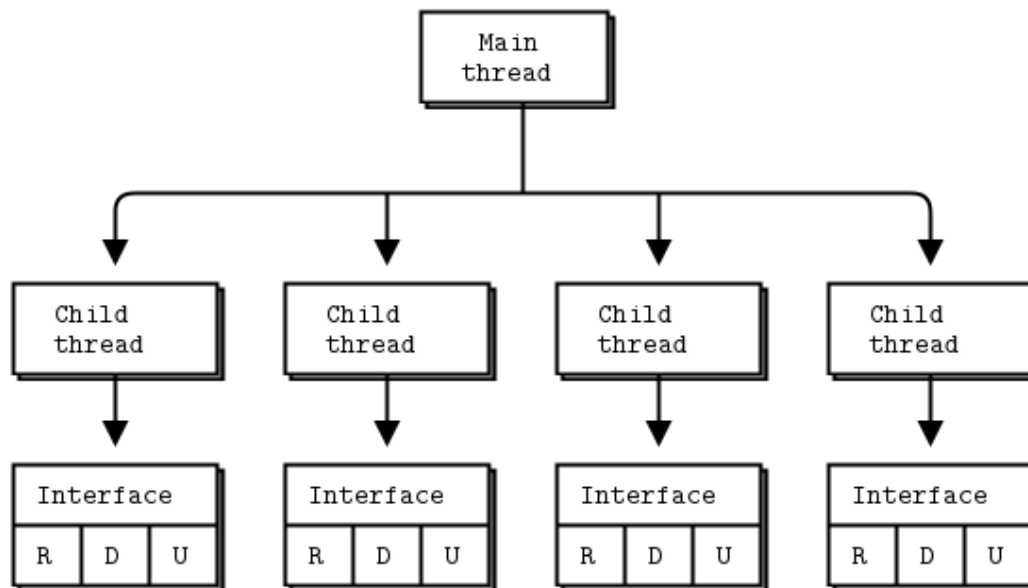 Main
thread
Child
thread
Child
thread
Child
thread
Child
thread
Interface
R D U
Interface
R D U
Interface
R D U
Interface
R D U